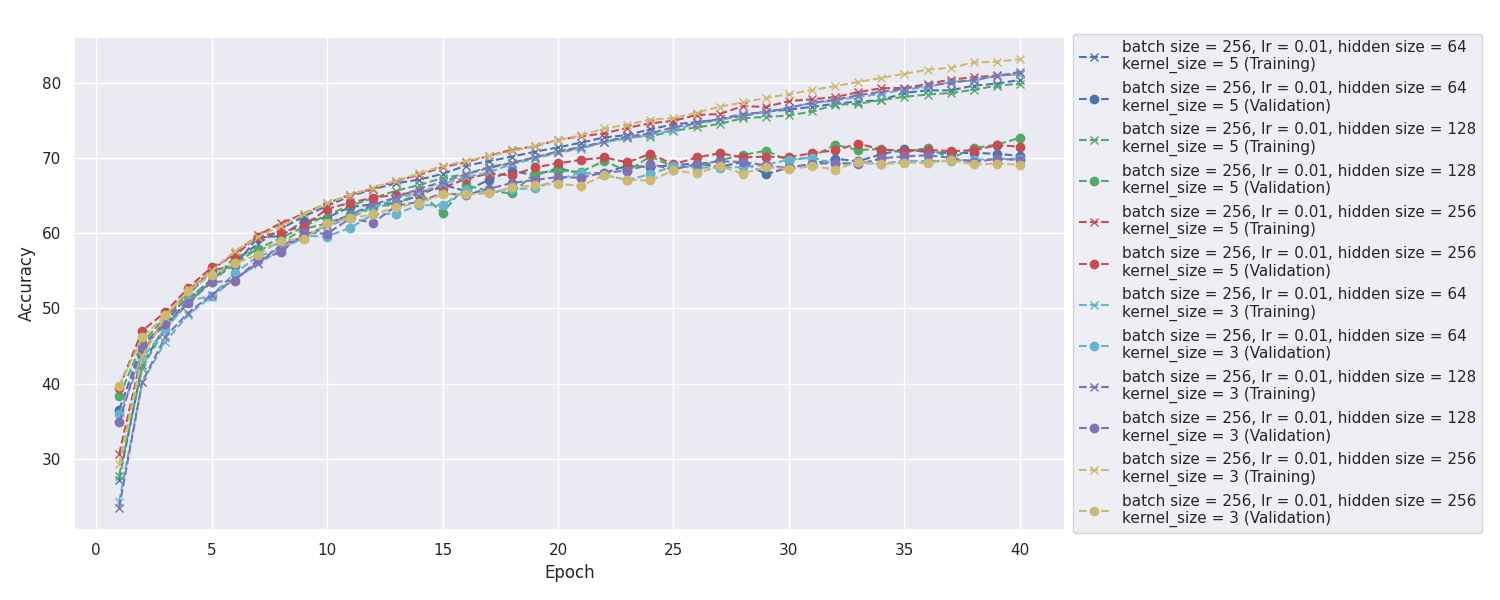 80
70
60
50
40
30
Accuracy
0
5
10
15
20
25
30
35
40
Epoch
batch size = 256, lr = 0.01, hidden size = 64
kernel_size = 5 (Training)
batch size = 256, lr = 0.01, hidden size = 64
kernel_size = 5 (Validation)
batch size = 256, lr = 0.01, hidden size = 128
kernel_size = 5 (Training)
batch size = 256, lr = 0.01, hidden size = 128
kernel_size = 5 (Validation)
batch size = 256, lr = 0.01, hidden size = 256
kernel_size = 5 (Training)
batch size = 256, lr = 0.01, hidden size = 256
kernel_size = 5 (Validation)
batch size = 256, lr = 0.01, hidden size = 64
kernel_size = 3 (Training)
batch size = 256, lr = 0.01, hidden size = 64
kernel_size = 3 (Validation)
batch size = 256, lr = 0.01, hidden size = 128
kernel_size = 3 (Training)
batch size = 256, lr = 0.01, hidden size = 128
kernel_size = 3 (Validation)
batch size = 256, lr = 0.01, hidden size = 256
kernel_size = 3 (Training)
batch size = 256, lr = 0.01, hidden size = 256
kernel_size = 3 (Validation)